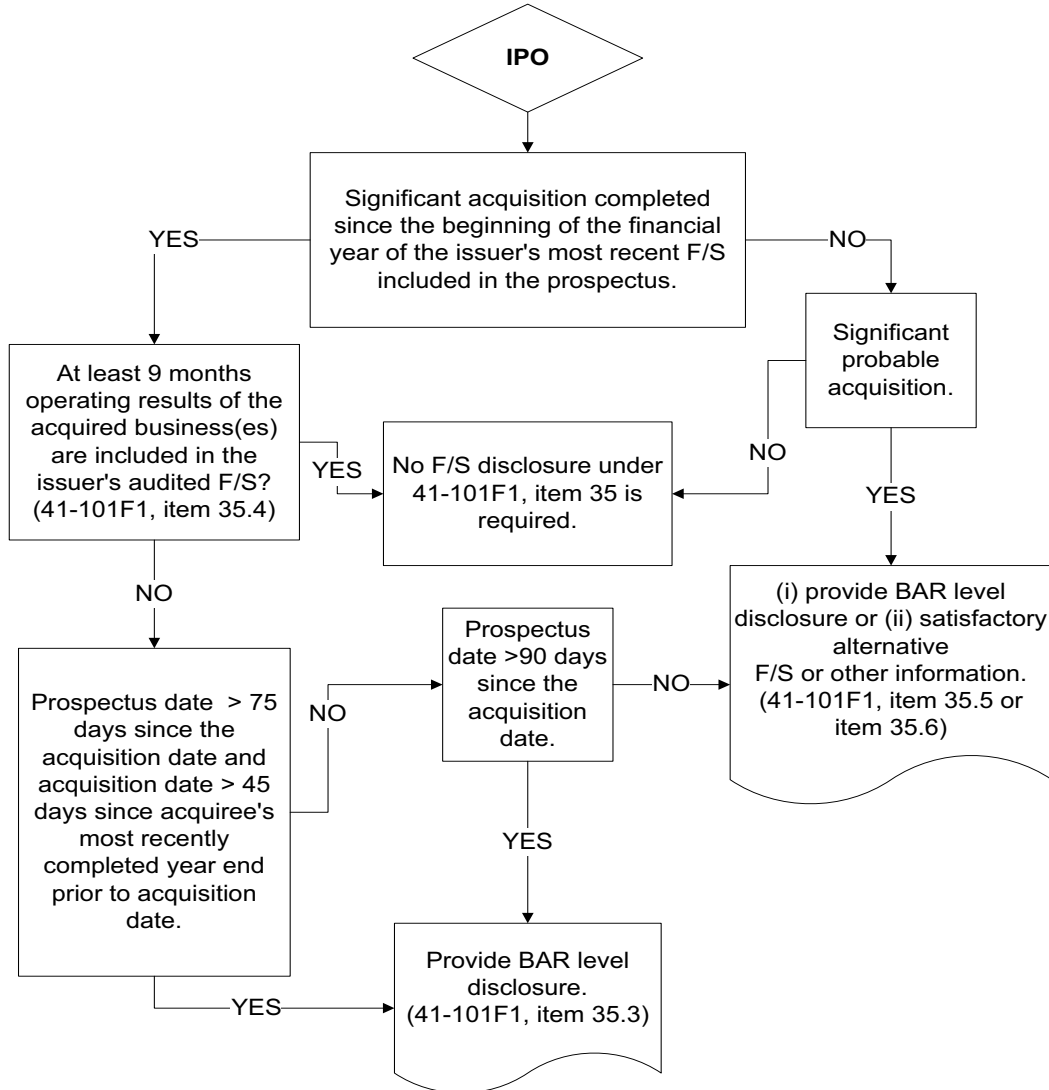 IPO
Significant acquisition completed
since the beginning of the financial
year of the issuer's most recent F/S
included in the prospectus.
YES
NO
At least 9 months
operating results of the
acquired business(es)
are included in the
issuer's audited F/S?
(41-101F1, item 35.4)
Significant
probable
acquisition.
YES
No F/S disclosure under
41-101F1, item 35 is
required.
NO
YES
NO
Prospectus date > 75
days since the
acquisition date and
acquisition date > 45
days since acquiree's
most recently
completed year end
prior to acquisition
date.
NO
Prospectus
date >90 days
since the
acquisition
date.
NO
(i) provide BAR level
disclosure or (ii) satisfactory
alternative
F/S or other information.
(41-101F1, item 35.5 or
item 35.6)
YES
YES
Provide BAR level
disclosure.
(41-101F1, item 35.3)